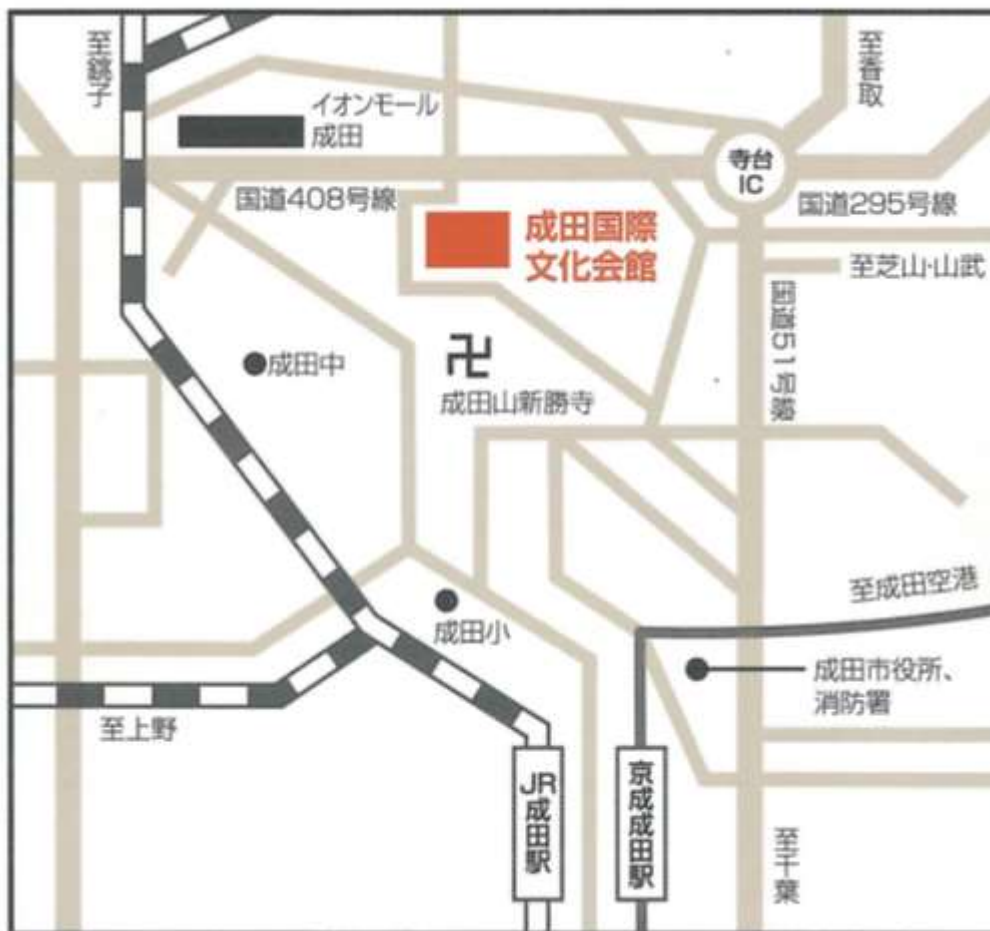 至銚子
イオンモール
成田
至香取
寺台
IC
国道408号線
国道295号線
成田国際
文化会館
至芝山・山武
国道51号線
成田中
卍
成田山新勝寺
至成田空港
成田小
成田市役所、
消防署
至上野
JR成田駅
京成成田駅
至千葉